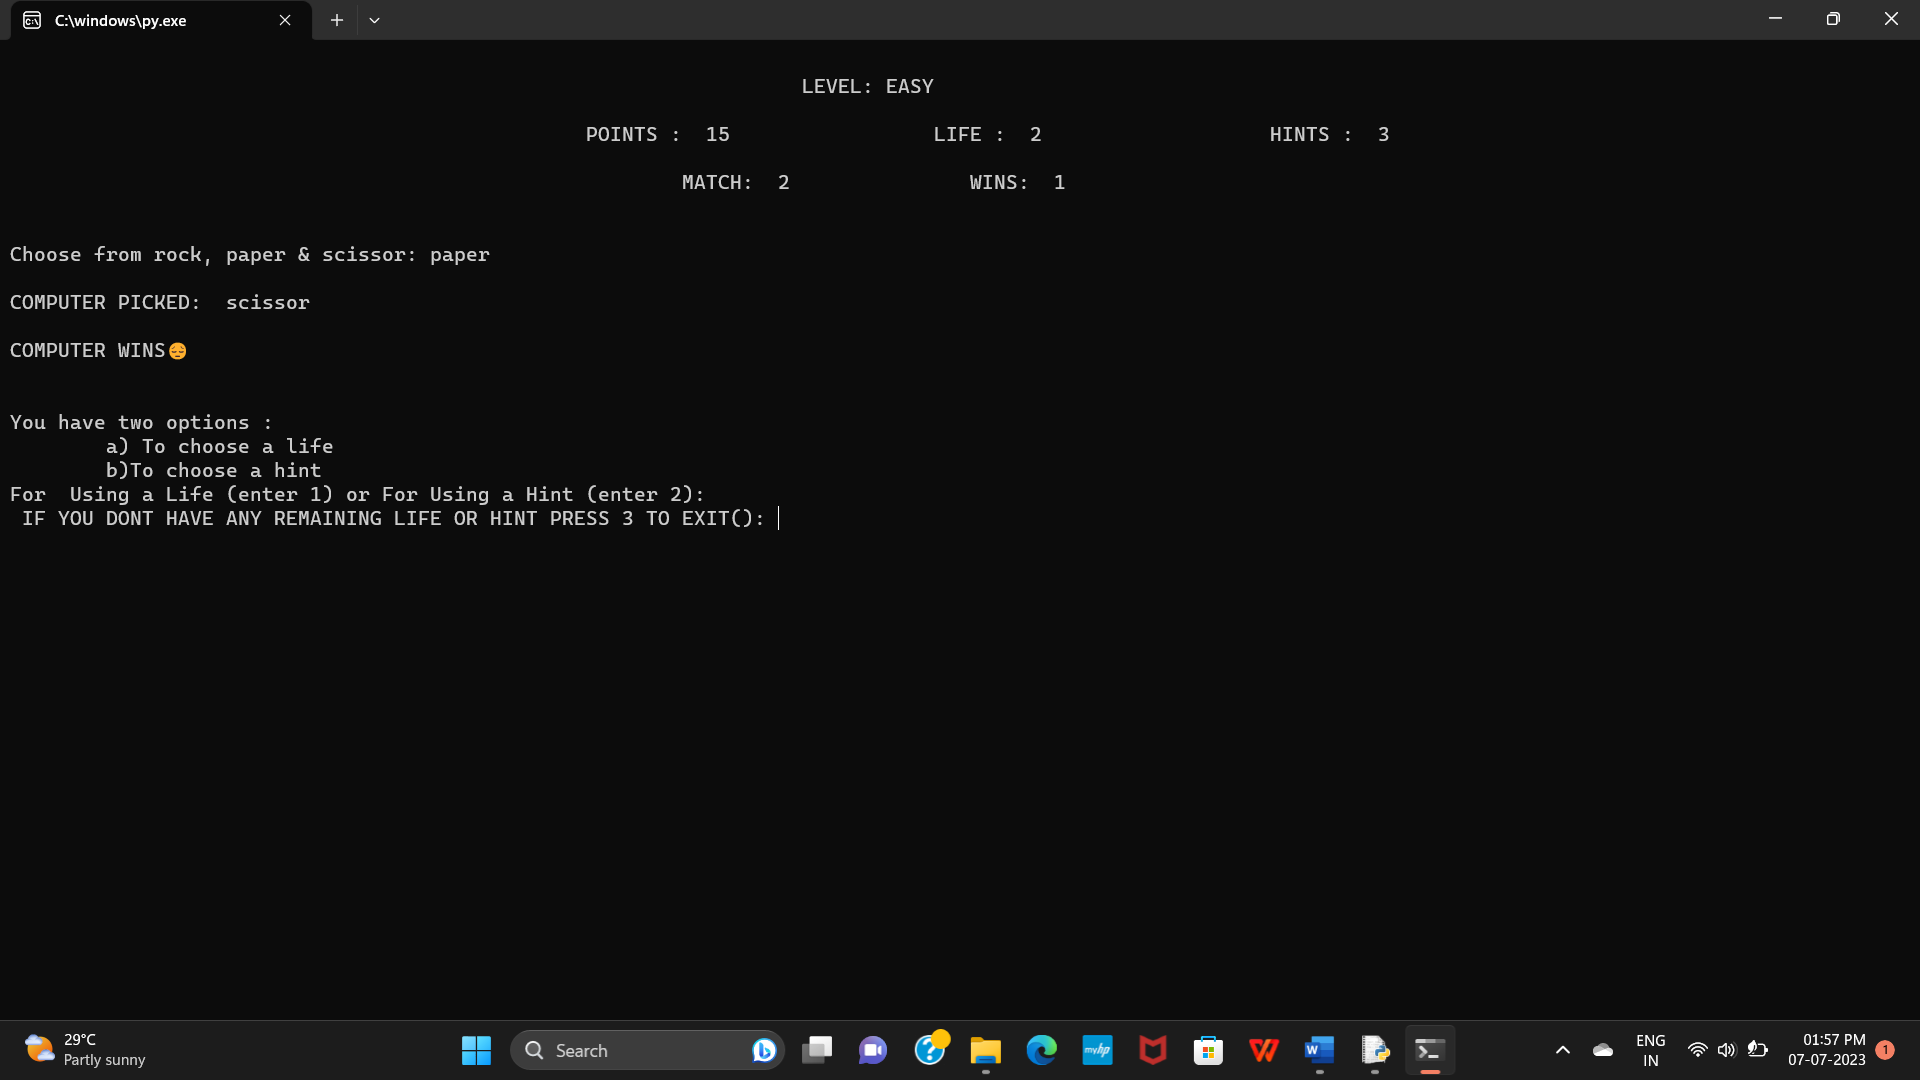 C:\windows\py.exe
LEVEL: EASY
POINTS :  15 LIFE :  2 HINTS :  3
MATCH:  2 WINS:  1
Choose from rock, paper & scissor: paper
COMPUTER PICKED:  scissor
COMPUTER WINS😔
You have two options :
a) To choose a life
b)To choose a hint
For  Using a Life (enter 1) or For Using a Hint (enter 2):
IF YOU DONT HAVE ANY REMAINING LIFE OR HINT PRESS 3 TO EXIT():
29°C
Partly sunny
Search
myhp
W
ENG
IN
01:57 PM
07-07-2023
1